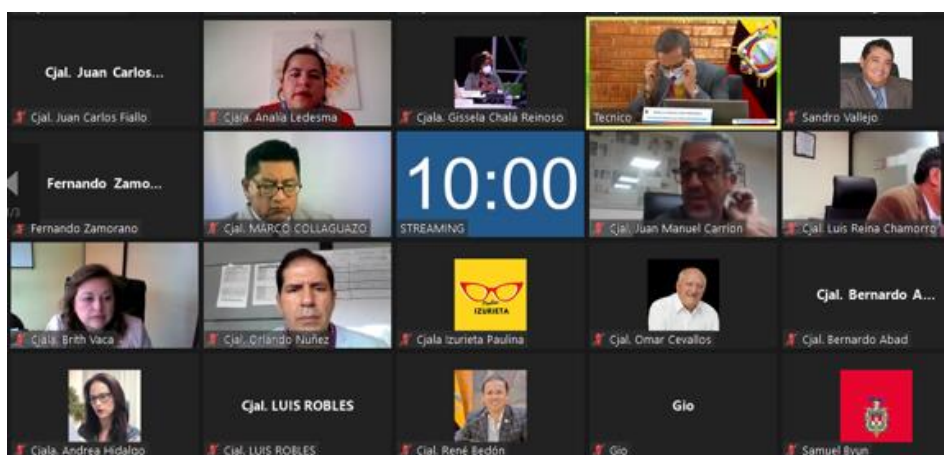 Cjal. Juan Carlos...
Cjal. Juan Carlos Fiallo
Cjala. Analía Ledesma
Cjala. Gissela Chalá Reinoso
Tecnico
Sandro Vallejo
Fernando Zamo...
Fernando Zamorano
Cjal. MARCO COLLAGUAZO
10:00
STREAMING
Cjal. Juan Manuel Carrion
Cjal. Luis Reina Chamorro
Cjala. Brith Vaca
Cjal. Orlando Nuñez
IZURIETA
Cjala Izurieta Paulina
Cjal. Omar Cevallos
Cjal. Bernardo A...
Cjal. Bernardo Abad
Cjala. Andrea Hidalgo
Cjal. LUIS ROBLES
Cjal. LUIS ROBLES
Cjal. René Bedón
Gio
Gio
Samuel Byun